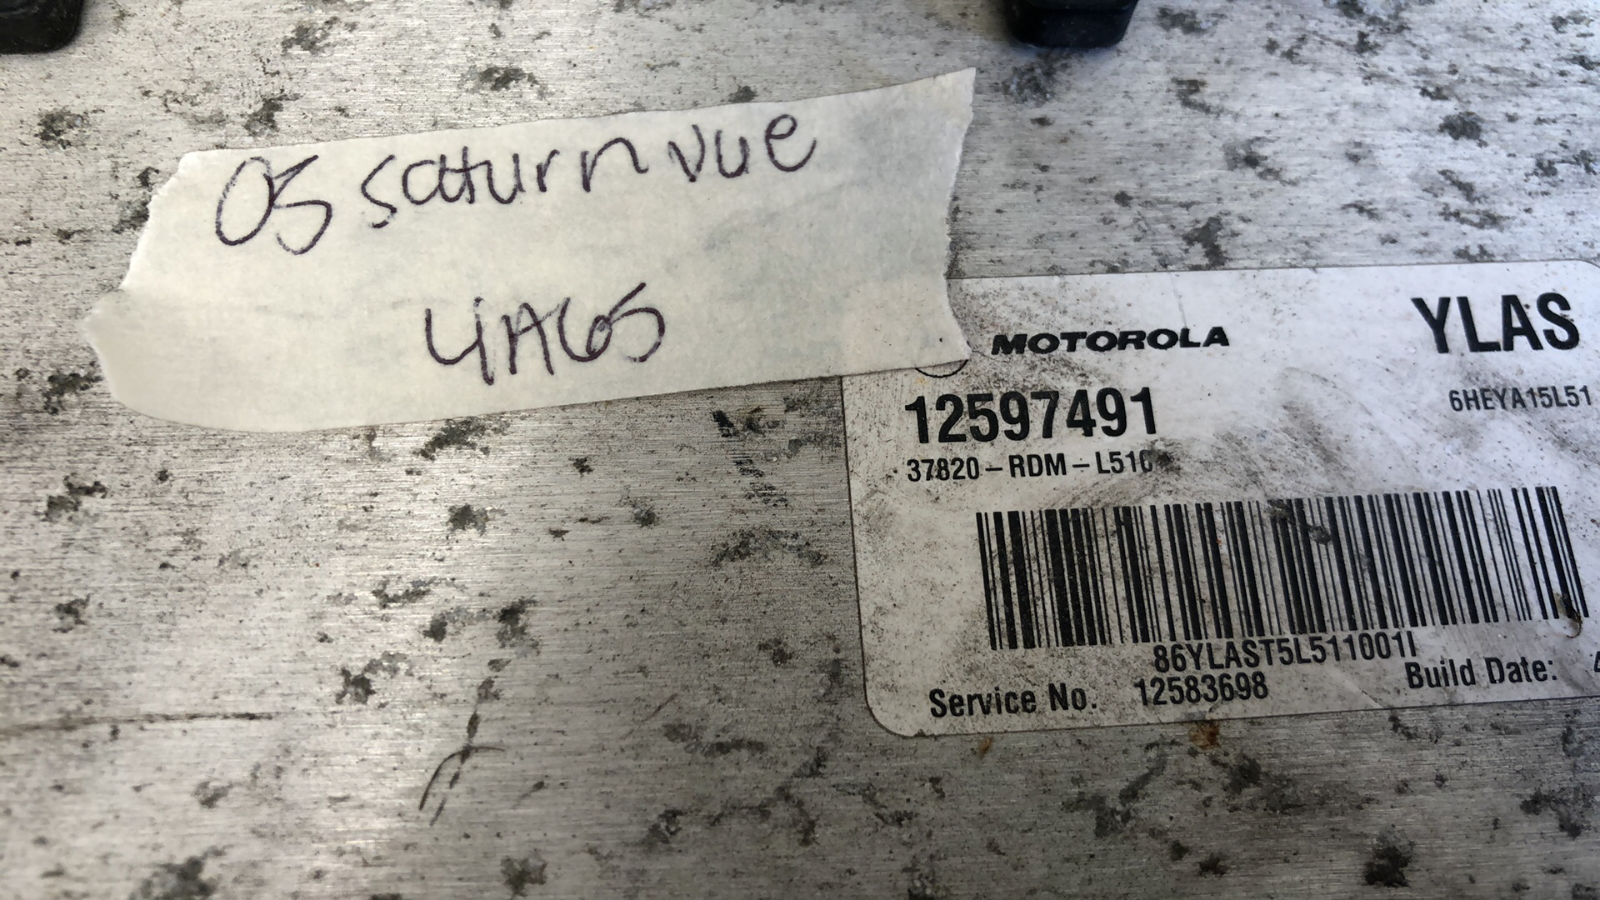 05 saturn vue
4A65
MOTOROLA
YLAS
12597491
6HEYA15L51
37820-RDM-L510
86YLAST5L511001I
Service No. 12583698
Build Date: